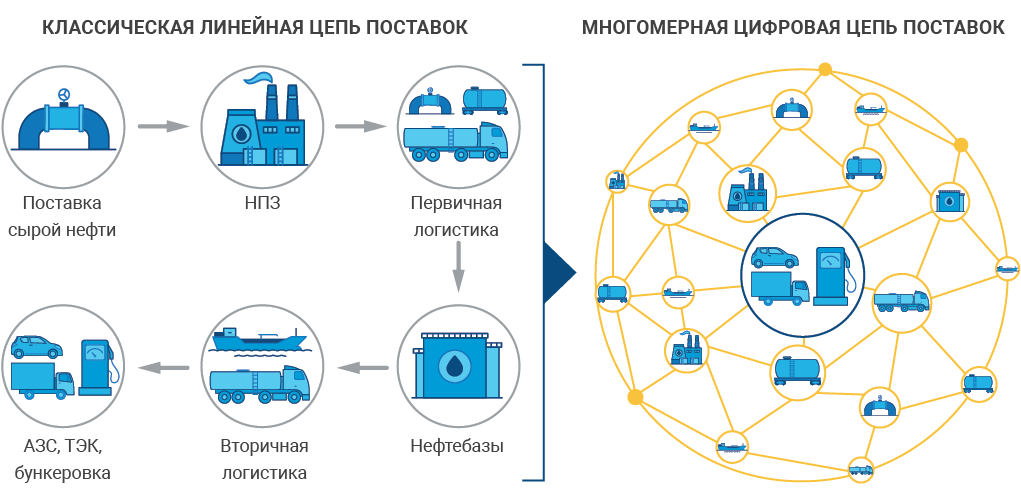 КЛАССИЧЕСКАЯ ЛИНЕЙНАЯ ЦЕПЬ ПОСТАВОК
Поставка
сырой нефти
НПЗ
Первичная
логистика
АЗС, ТЭК,
бункеровка
Вторичная
логистика
Нефтебазы
МНОГОМЕРНАЯ ЦИФРОВАЯ ЦЕПЬ ПОСТАВОК